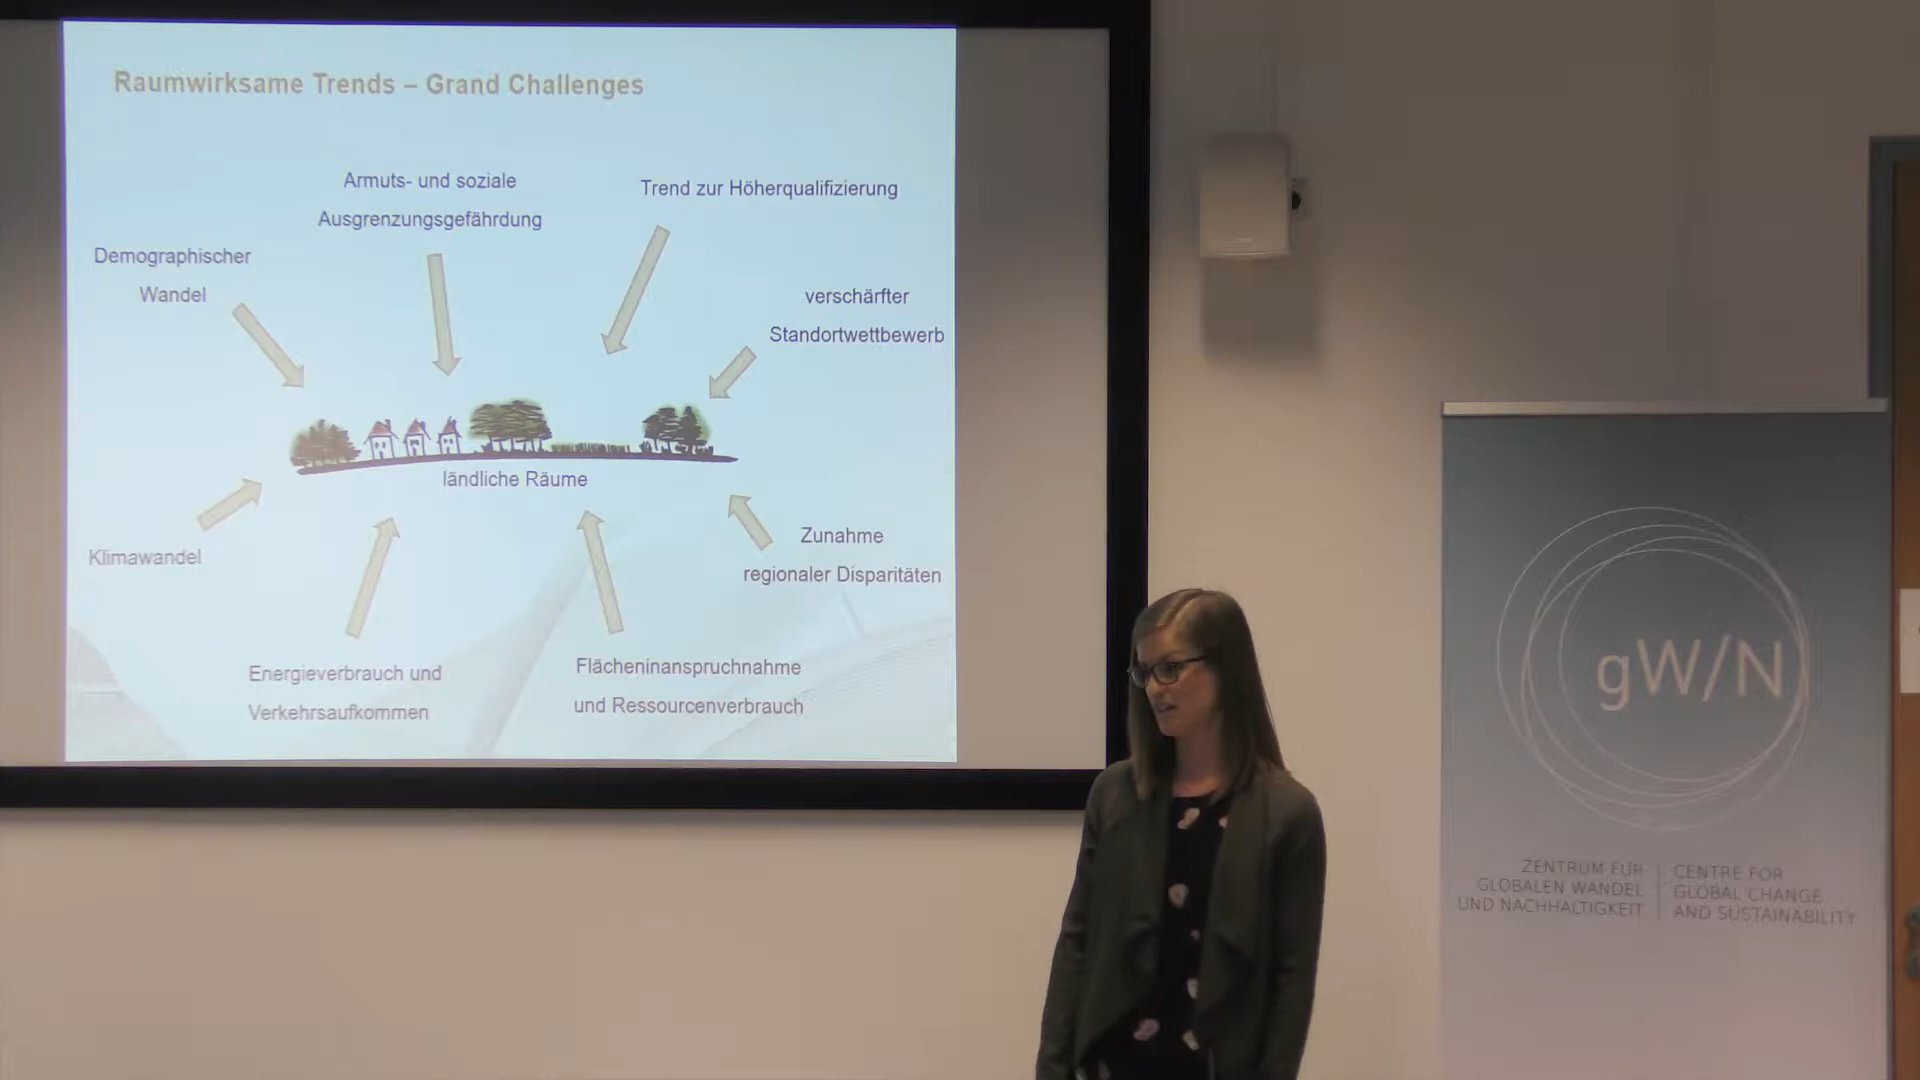 Raumwirksame Trends – Grand Challenges
Armuts- und soziale
Ausgrenzungsgefährdung
Trend zur Höherqualifizierung
Demographischer
Wandel
verschärfter
Standortwettbewerb
ländliche Räume
Klimawandel
Zunahme
regionaler Disparitäten
Energieverbrauch und
Verkehrsaufkommen
Flächeninanspruchnahme
und Ressourcenverbrauch
gW/N
ZENTRUM FÜR
GLOBALEN WANDEL
UND NACHHALTIGKEIT
CENTRE FOR
GLOBAL CHANGE
AND SUSTAINABILITY